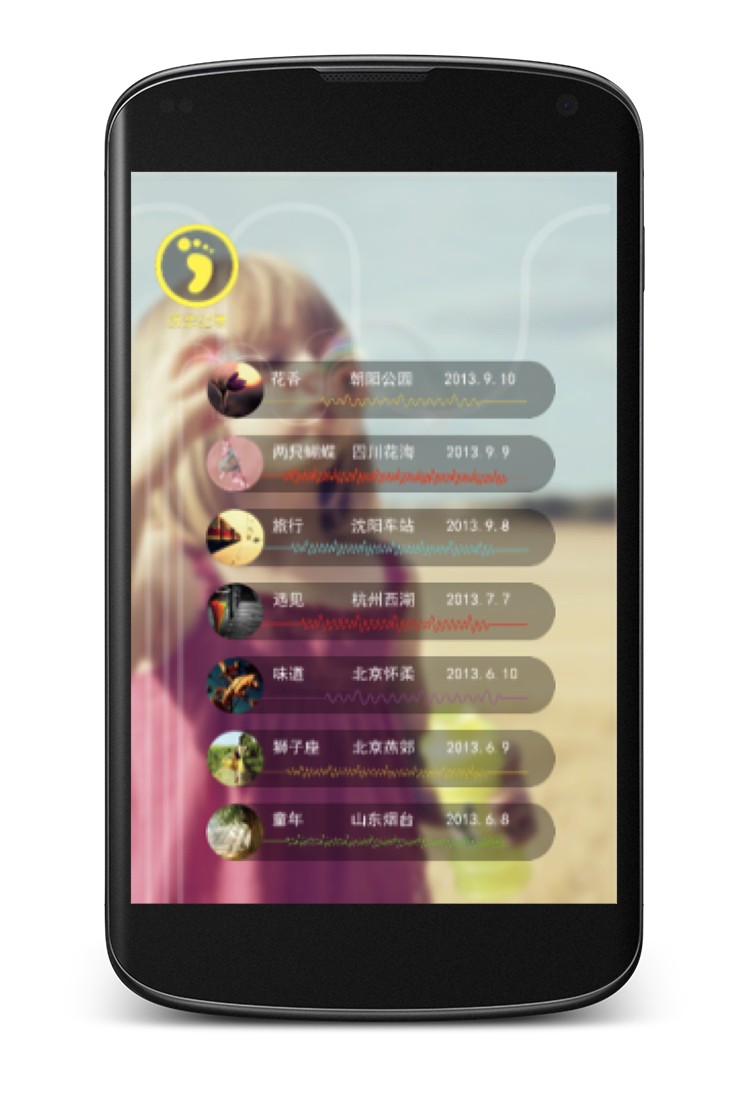 花香 朝阳公园 2013.9.10
两只蝴蝶 四川花海 2013.9.9
旅行 沈阳车站 2013.9.8
遇见 杭州西湖 2013.7.7
味道 北京怀柔 2013.6.10
狮子座 北京燕郊 2013.6.9
童年 山东烟台 2013.6.8